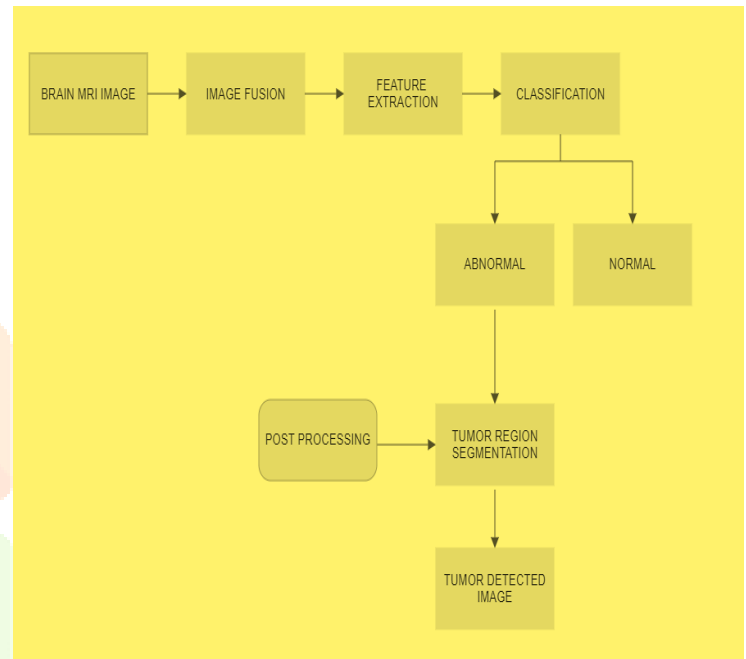 BRAIN MRI IMAGE
IMAGE FUSION
FEATURE
EXTRACTION
CLASSIFICATION
ABNORMAL
NORMAL
POST PROCESSING
TUMOR REGION
SEGMENTATION
TUMOR DETECTED
IMAGE